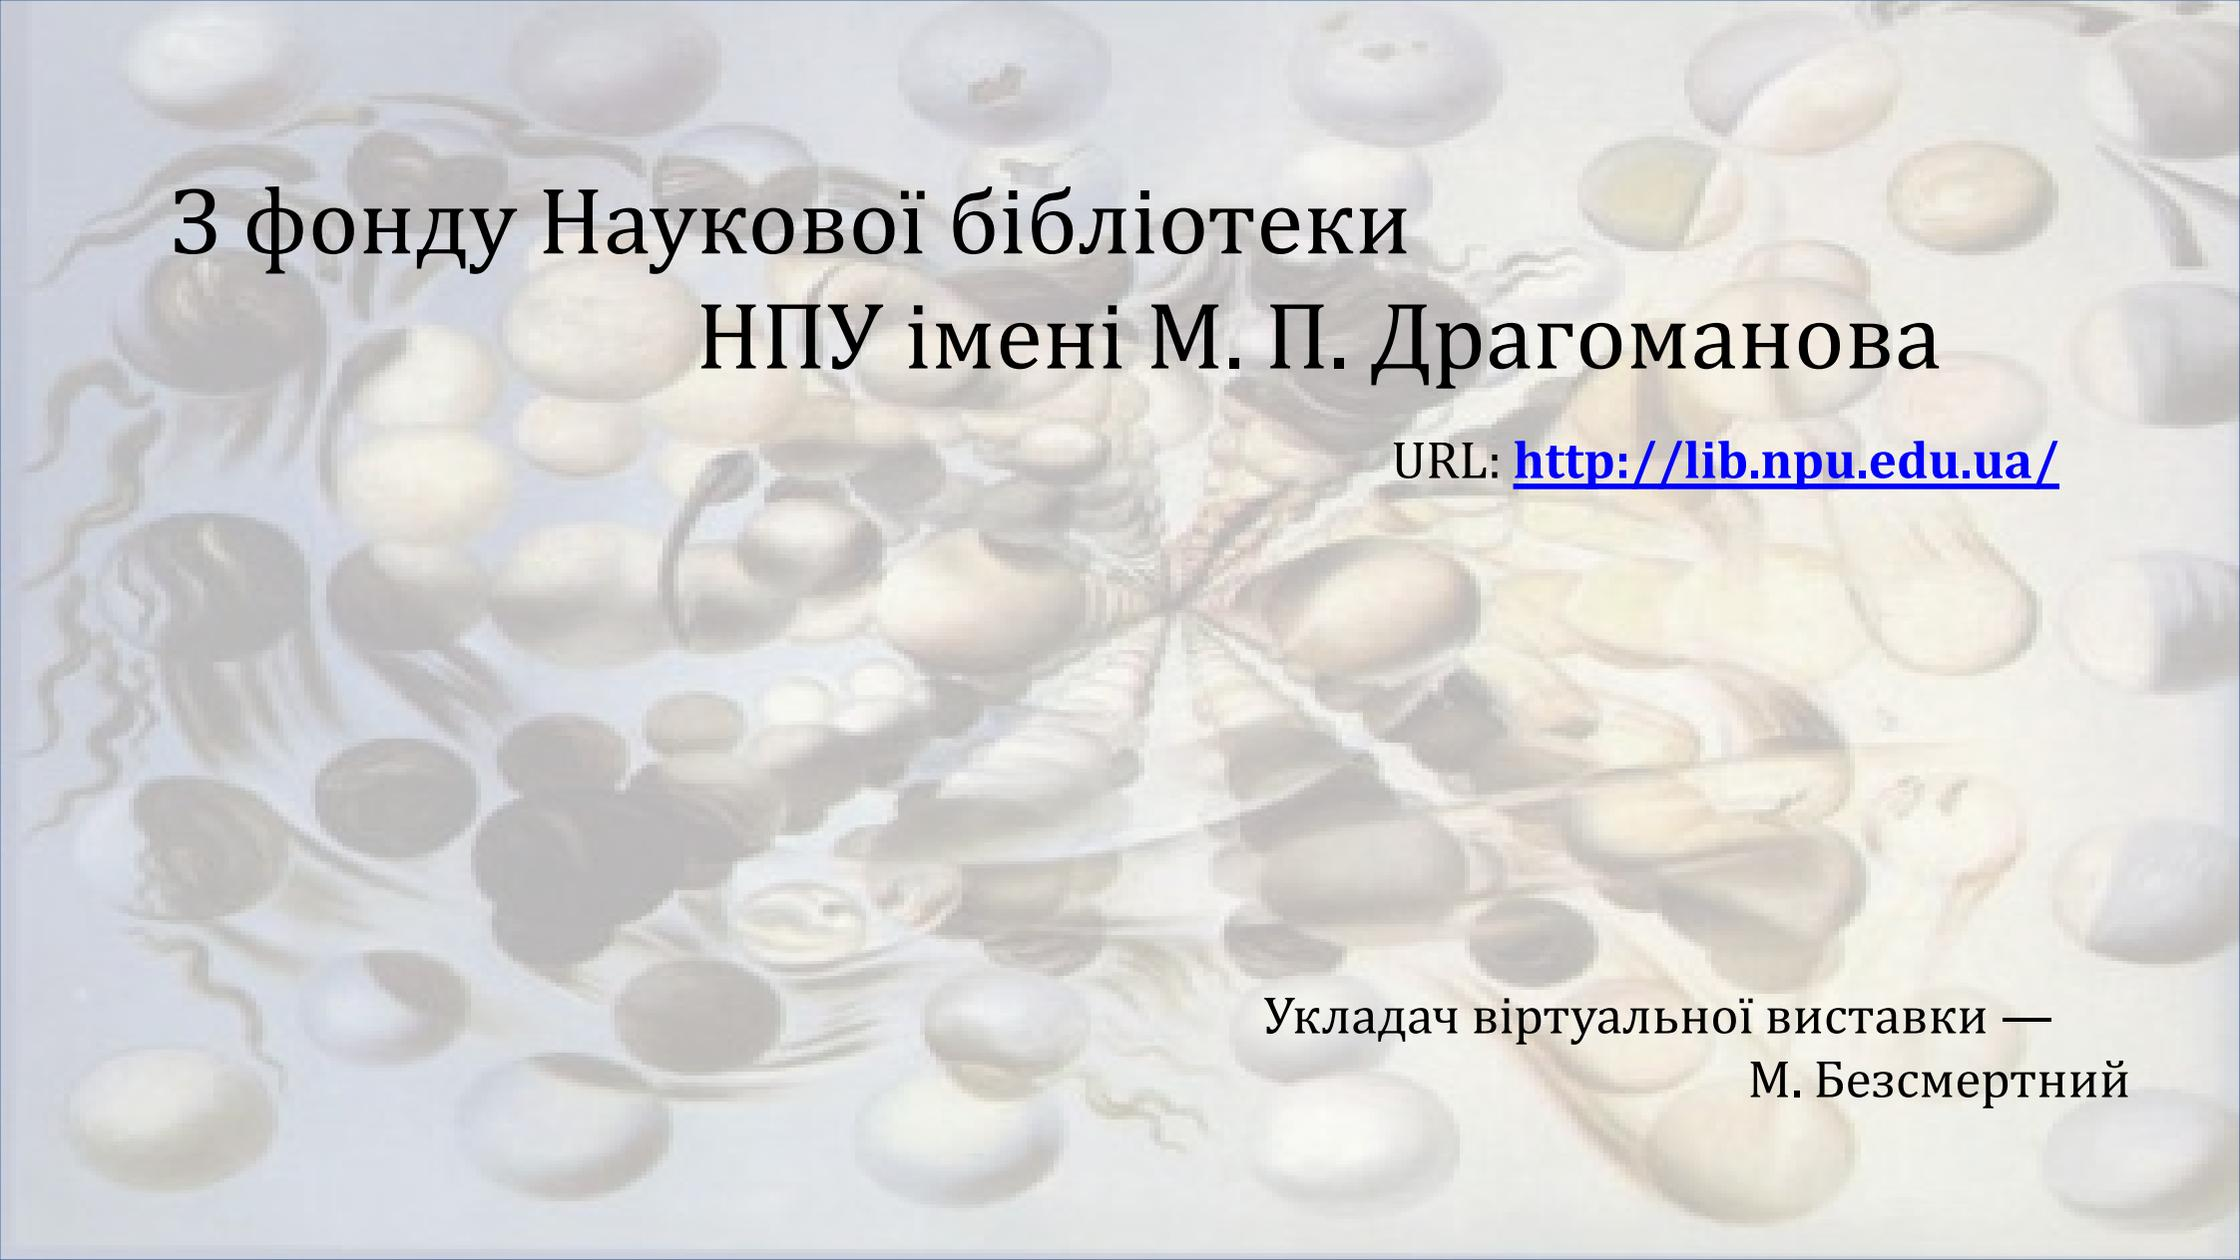 З фонду Наукової бібліотеки
НПУ імені М. П. Драгоманова
URL: http://lib.npu.edu.ua/
Укладач віртуальної виставки —
М. Безсмертний